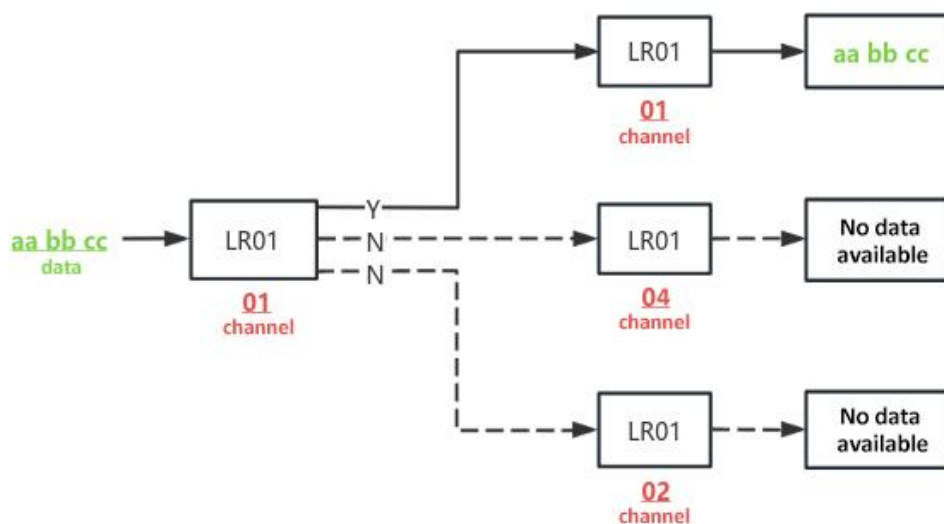 LR01
aa bb cc
01
channel
Y
aa bb cc
data
LR01
N
LR01
No data
available
N
01
channel
04
channel
LR01
No data
available
02
channel